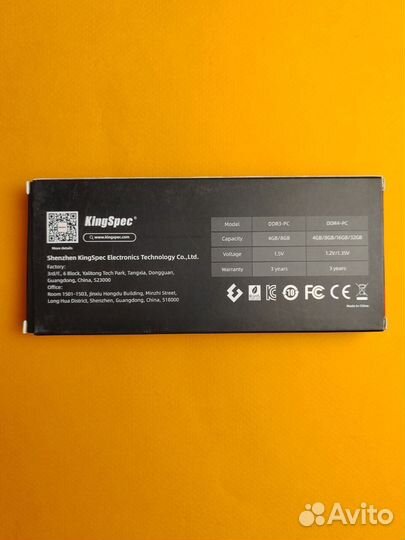 KingSpec®
www.kingspec.com
More details
Shenzhen KingSpec Electronics Technology Co.,Ltd.
Factory:
3rd/F., 6 Block, Yalitong Tech Park, Tangxia, Dongguan,
Guangdong, China, 523000
Office:
Room 1501-1503, Jinxiu Hongdu Building, Minzhi Street,
Long Hua District, Shenzhen, Guangdong, China, 518000
Model DDR3-PC DDR4-PC
Capacity 4GB/8GB 4GB/8GB/16GB/32GB
Voltage 1.5V 1.2V/1.35V
Warranty 3 years 3 years
10
FC CE
Made in China
Avito